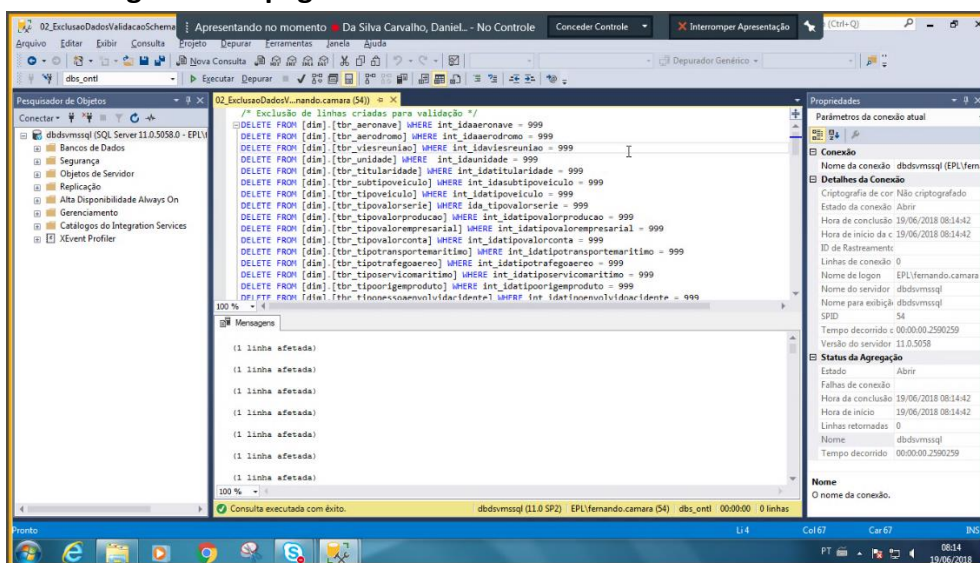 02_ExclusaoDadosValidacaoSchema
Apresentando no momento Da Silva Carvalho, Daniel... - No Controle
Conceder Controle
Interromper Apresentação
(Ctrl+Q)
Arquivo Editar Exibir Consulta Projeto Depurar Ferramentas Janela Ajuda
Nova Consulta
Depurador Genérico
dbs_ontl
Executar Depurar
Pesquisador de Objetos
Conectar
dbdsvmssql (SQL Server 11.0.5058.0 - EPL\f
Bancos de Dados
Segurança
Objetos de Servidor
Replicação
Alta Disponibilidade Always On
Gerenciamento
Catálogos do Integration Services
XEvent Profiler
02_ExclusaoDadosV...nando.camara (54))
/* Exclusão de linhas criadas para validação */
DELETE FROM [dim].[tbr_aeronave] WHERE int_idaaeronave = 999
DELETE FROM [dim].[tbr_aerodromo] WHERE int_idaaerodromo = 999
DELETE FROM [dim].[tbr_viesreuniao] WHERE int_idaviesreuniao = 999
DELETE FROM [dim].[tbr_unidade] WHERE int_idaunidade = 999
DELETE FROM [dim].[tbr_titularidade] WHERE int_idatitularidade = 999
DELETE FROM [dim].[tbr_subtipoveiculo] WHERE int_idasubtipoveiculo = 999
DELETE FROM [dim].[tbr_tipoveiculo] WHERE int_idatipoveiculo = 999
DELETE FROM [dim].[tbr_tipovalorserie] WHERE ida_tipovalorserie = 999
DELETE FROM [dim].[tbr_tipovalorproducao] WHERE int_idatipovalorproducao = 999
DELETE FROM [dim].[tbr_tipovalorempresarial] WHERE int_idatipovalorempresarial = 999
DELETE FROM [dim].[tbr_tipovalorconta] WHERE int_idatipovalorconta = 999
DELETE FROM [dim].[tbr_tipotransportemaritimo] WHERE int_idatipotransportemaritimo = 999
DELETE FROM [dim].[tbr_tipotrafegoaereo] WHERE int_idatipotrafegoaereo = 999
DELETE FROM [dim].[tbr_tiposervicomaritimo] WHERE int_idatiposervicomaritimo = 999
DELETE FROM [dim].[tbr_tipoorigemproduto] WHERE int_idatipoorigemproduto = 999
DELETE FROM [dim].[tbr_tipopessoaenvolvidacidente] WHERE int_idatipoenvolvidoacidente = 999
100 %
Mensagens
(1 linha afetada)
(1 linha afetada)
(1 linha afetada)
(1 linha afetada)
(1 linha afetada)
(1 linha afetada)
(1 linha afetada)
100 %
Consulta executada com êxito.
dbdsvmssql (11.0 SP2) EPL\fernando.camara (54) dbs_ontl 00:00:00 0 linhas
Propriedades
Parâmetros da conexão atual
Conexão
Nome da conexão dbdsvmssql (EPL\fern
Detalhes da Conexão
Criptografia de cor Não criptografado
Estado da conexão Abrir
Hora de conclusão 19/06/2018 08:14:42
Hora de início da c 19/06/2018 08:14:42
ID de Rastreamento
Linhas de conexão 0
Nome de logon EPL\fernando.camara
Nome do servidor dbdsvmssql
Nome para exibição dbdsvmssql
SPID 54
Tempo decorrido c 00:00:00.2590259
Versão do servidor 11.0.5058
Status da Agregação
Estado Abrir
Falhas de conexão
Hora da conclusão 19/06/2018 08:14:42
Hora de início 19/06/2018 08:14:42
Linhas retornadas 0
Nome dbdsvmssql
Tempo decorrido 00:00:00.2590259
Nome
O nome da conexão.
Pronto
Li 4 Col 67 Car 67 INS
PT
08:14
19/06/2018